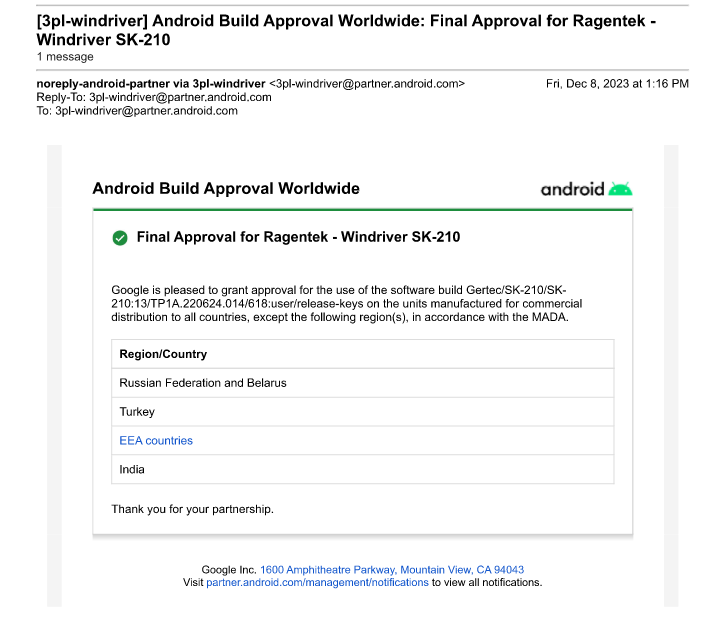 [3pl-windriver] Android Build Approval Worldwide: Final Approval for Ragentek -
Windriver SK-210
1 message
noreply-android-partner via 3pl-windriver <3pl-windriver@partner.android.com> Fri, Dec 8, 2023 at 1:16 PM
Reply-To: 3pl-windriver@partner.android.com
To: 3pl-windriver@partner.android.com
Android Build Approval Worldwide android
Final Approval for Ragentek - Windriver SK-210
Google is pleased to grant approval for the use of the software build Gertec/SK-210/SK-
210:13/TP1A.220624.014/618:user/release-keys on the units manufactured for commercial
distribution to all countries, except the following region(s), in accordance with the MADA.
Region/Country
Russian Federation and Belarus
Turkey
EEA countries
India
Thank you for your partnership.
Google Inc. 1600 Amphitheatre Parkway, Mountain View, CA 94043
Visit partner.android.com/management/notifications to view all notifications.